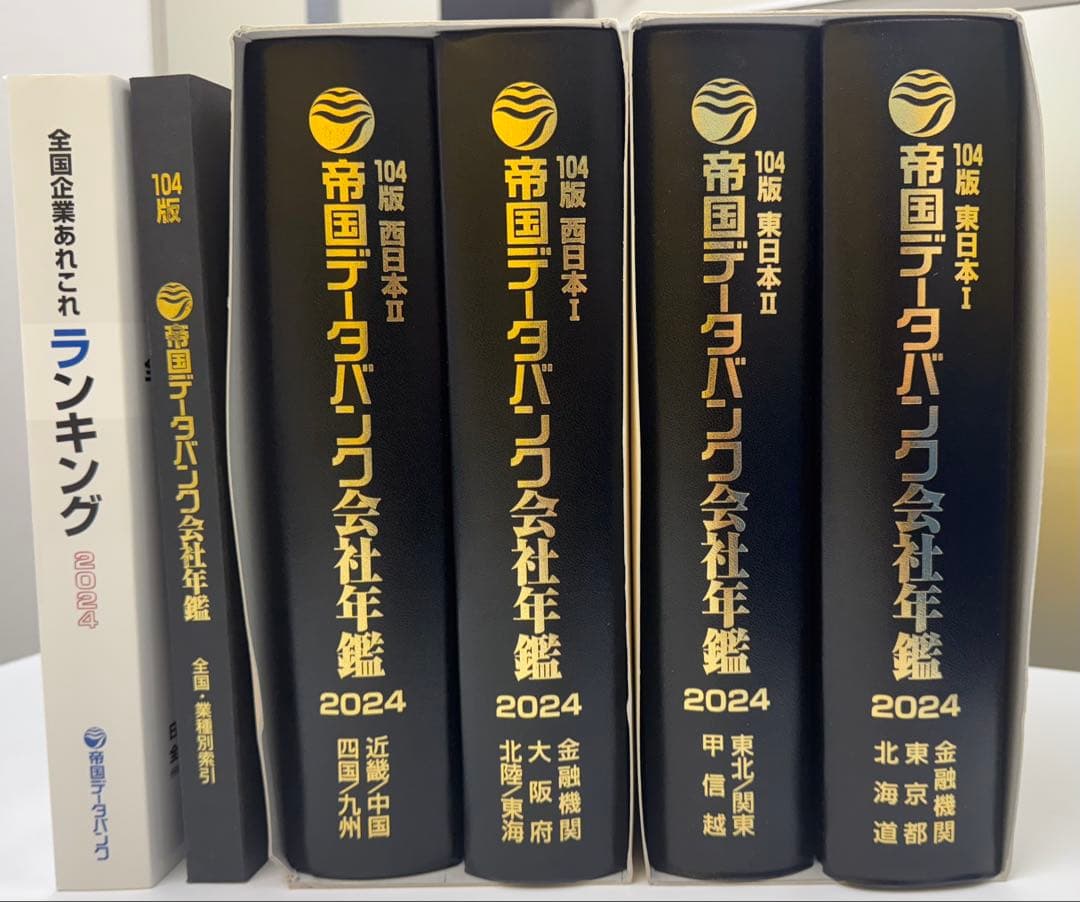 全国企業あれこれ
ランキング
2024
帝国データバンク
104版
帝国データバンク会社年鑑
全国・業種別索引
104版 西日本II
帝国データバンク会社年鑑
2024
近畿/中国
四国/九州
104版 西日本I
帝国データバンク会社年鑑
2024
金融機関
大阪府
北陸/東海
104版 東日本II
帝国データバンク会社年鑑
2024
東北/関東
甲信越
104版 東日本I
帝国データバンク会社年鑑
2024
金融機関
東京都
北海道